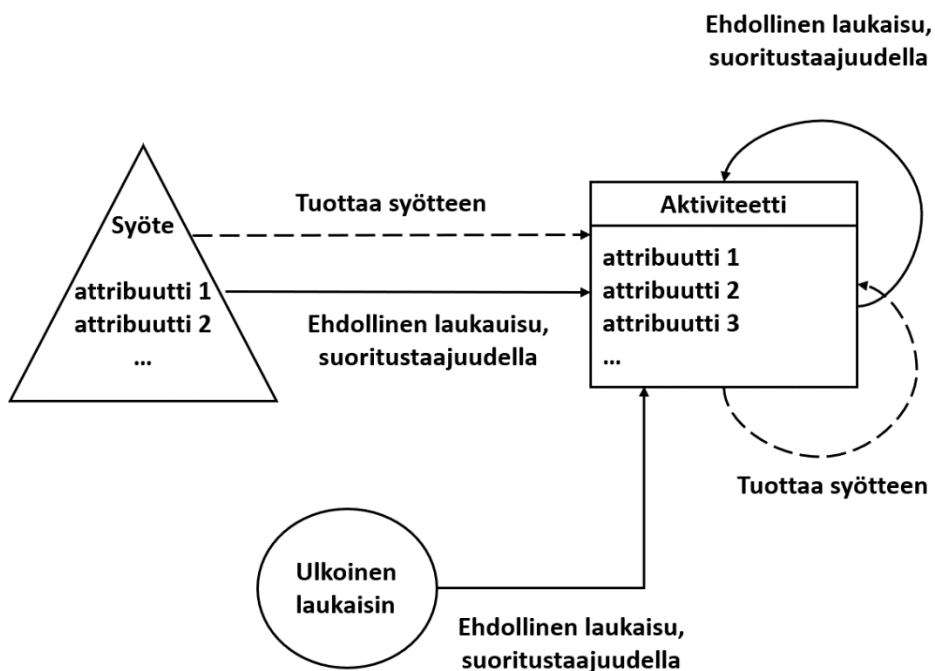 Ehdollinen laukaisu,
suoritustaajuudella
Syöte
attribuutti 1
attribuutti 2
...
Tuottaa syötteen
Ehdollinen laukauisu,
suoritustaajuudella
Aktiviteetti
attribuutti 1
attribuutti 2
attribuutti 3
...
Tuottaa syötteen
Ulkoinen
laukaisin
Ehdollinen laukaisu,
suoritustaajuudella